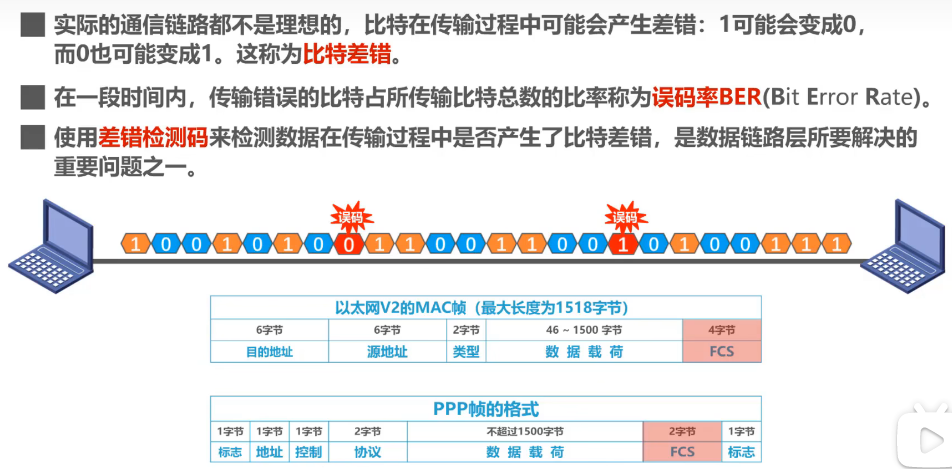 实际的通信链路都不是理想的，比特在传输过程中可能会产生差错：1可能会变成0，
而0也可能变成1。这称为比特差错。
在一段时间内，传输错误的比特占所传输比特总数的比率称为误码率BER(Bit Error Rate)。
使用差错检测码来检测数据在传输过程中是否产生了比特差错，是数据链路层所要解决的
重要问题之一。
误码 误码
1 0 0 1 0 1 0 0 1 1 0 0 1 1 0 0 1 0 1 0 0 1 1 1
以太网V2的MAC帧（最大长度为1518字节）
6字节 6字节 2字节 46 ~ 1500 字节 4字节
目的地址 源地址 类型 数 据 载 荷 FCS
PPP帧的格式
1字节 1字节 1字节 2字节 不超过1500字节 2字节 1字节
标志 地址 控制 协议 数 据 载 荷 FCS 标志